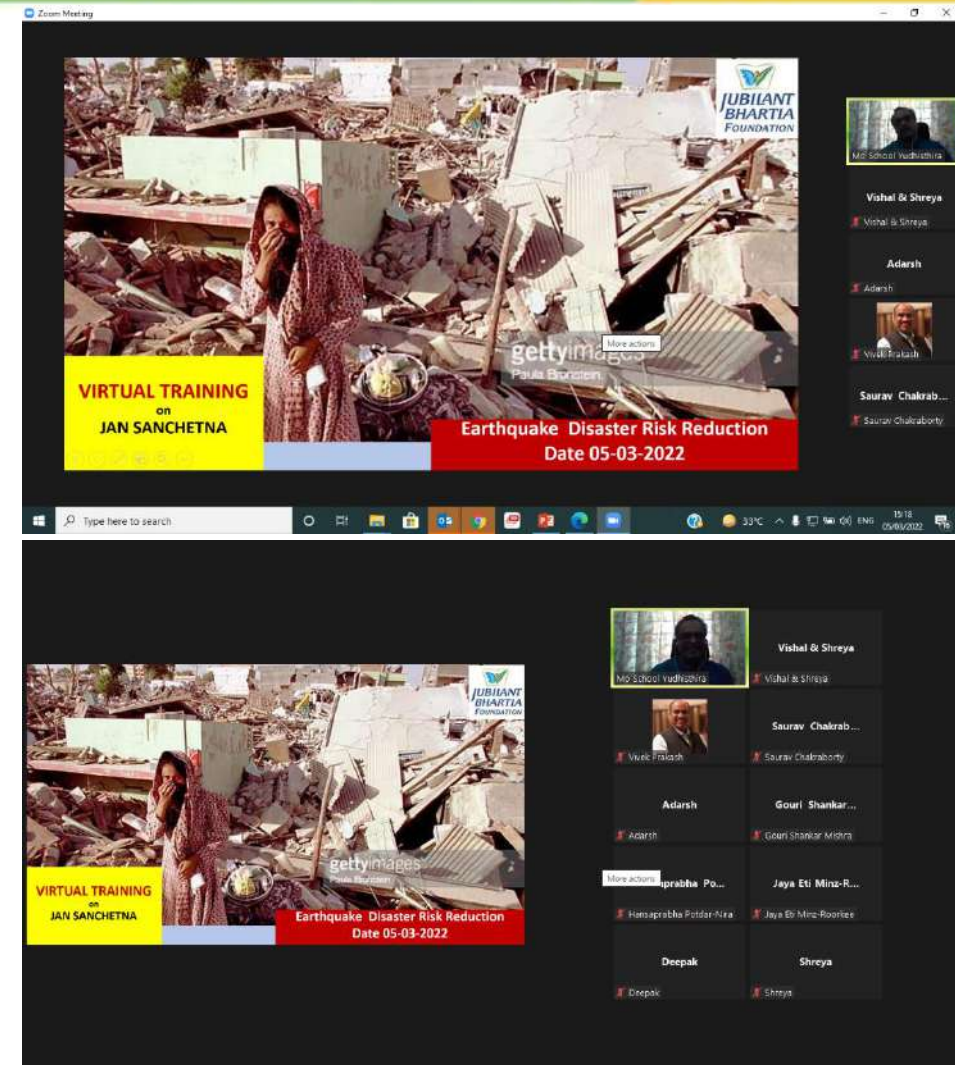 Zoom Meeting
JUBILANT
BHARTIA
FOUNDATION
Mo School Yudhisthira
Vishal & Shreya
Vishal & Shreya
Adarsh
Adarsh
Vivek Prakash
Saurav Chakrab...
Saurav Chakraborty
More actions
gettyimages
Paula Bronstein
VIRTUAL TRAINING
on
JAN SANCHETNA
Earthquake Disaster Risk Reduction
Date 05-03-2022
Type here to search
33°C
ENG
15:18
05/03/2022
JUBILANT
BHARTIA
FOUNDATION
gettyimages
Paula Bronstein
VIRTUAL TRAINING
on
JAN SANCHETNA
Earthquake Disaster Risk Reduction
Date 05-03-2022
Mo School Yudhisthira
Vishal & Shreya
Vishal & Shreya
Vivek Prakash
Saurav Chakrab...
Saurav Chakraborty
Adarsh
Adarsh
Gouri Shankar...
Gouri Shankar Mishra
More actions
prabha Po...
Hansaprabha Potdar-Nira
Jaya Eti Minz-R...
Jaya Eti Minz-Roorkee
Deepak
Deepak
Shreya
Shreya